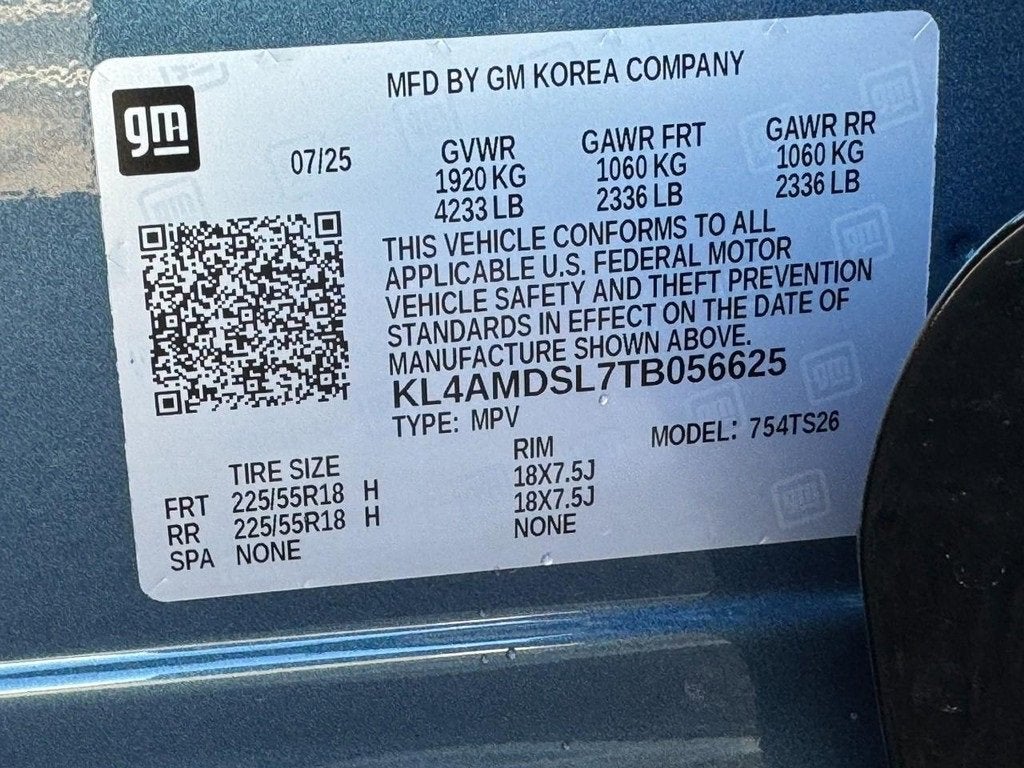 gm
MFD BY GM KOREA COMPANY
07/25
GVWR
1920 KG
4233 LB
GAWR FRT
1060 KG
2336 LB
GAWR RR
1060 KG
2336 LB
THIS VEHICLE CONFORMS TO ALL
APPLICABLE U.S. FEDERAL MOTOR
VEHICLE SAFETY AND THEFT PREVENTION
STANDARDS IN EFFECT ON THE DATE OF
MANUFACTURE SHOWN ABOVE.
KL4AMDSL7TB056625
TYPE: MPV
MODEL: 754TS26
TIRE SIZE
RIM
FRT 225/55R18 H 18X7.5J
RR 225/55R18 H 18X7.5J
SPA NONE NONE